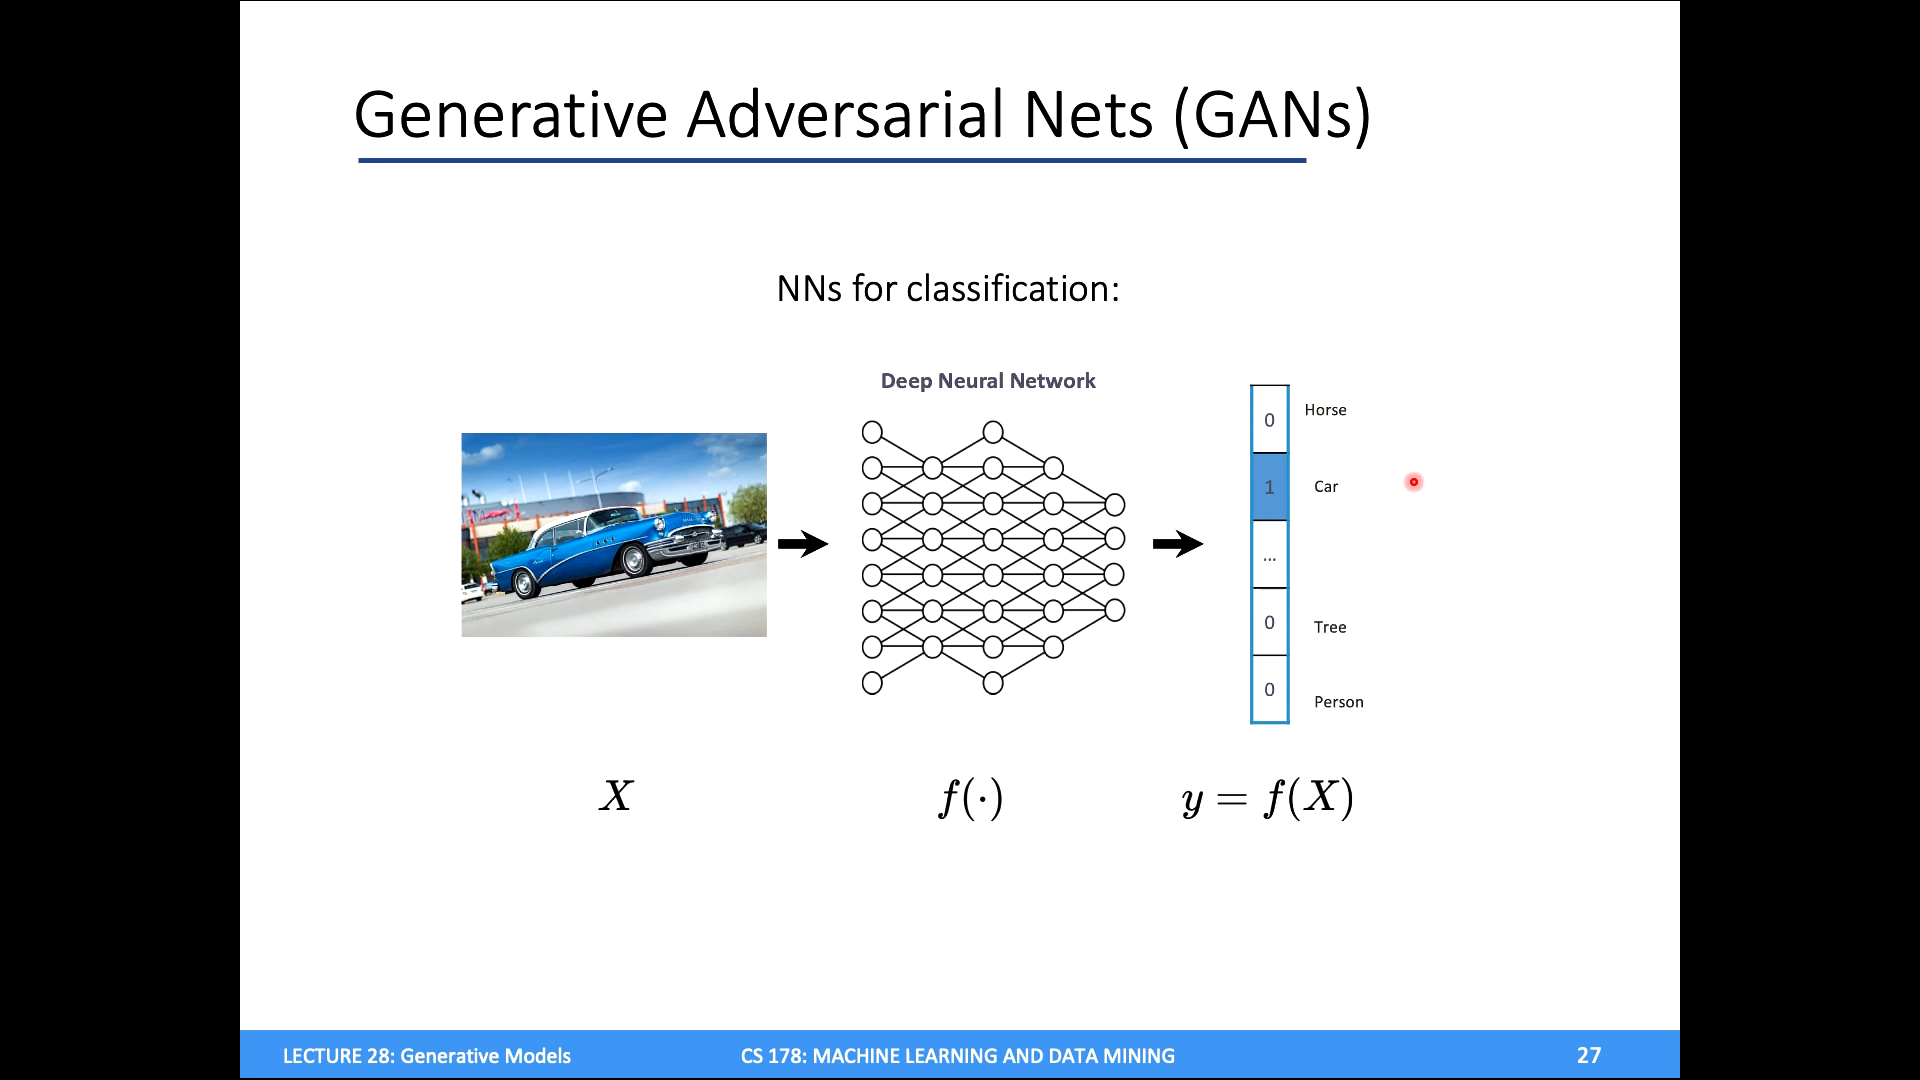 Generative Adversarial Nets (GANs)
NNs for classification:
Deep Neural Network
0 Horse
1 Car
...
0 Tree
0 Person
X
f(·)
y = f(X)
LECTURE 28: Generative Models
CS 178: MACHINE LEARNING AND DATA MINING
27